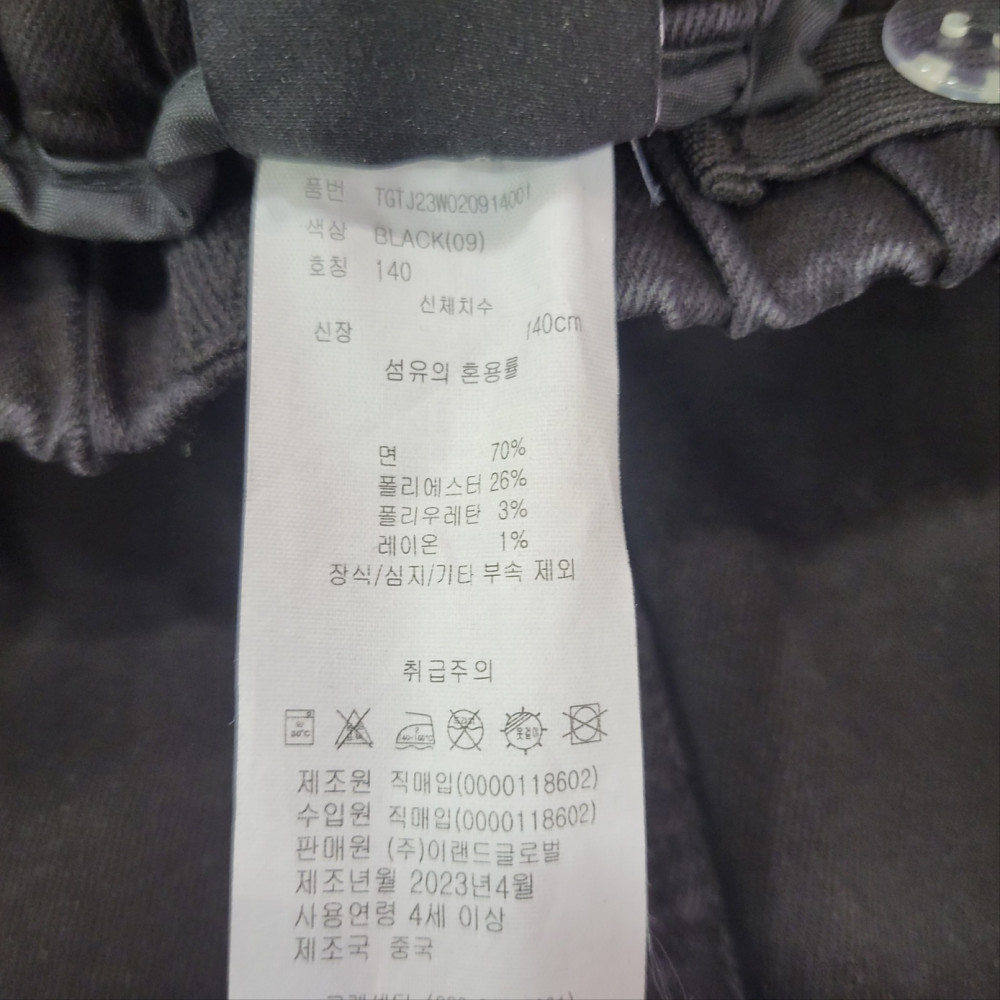 품번 TGTJ23W020914001
색상 BLACK(09)
호칭 140
신체치수
신장 140cm
섬유의 혼용률
면 70%
폴리에스터 26%
폴리우레탄 3%
레이온 1%
장식/심지/기타 부속 제외
취급주의
옷걸이
제조원 직매입(0000118602)
수입원 직매입(0000118602)
판매원 (주)이랜드글로벌
제조년월 2023년4월
사용연령 4세 이상
제조국 중국